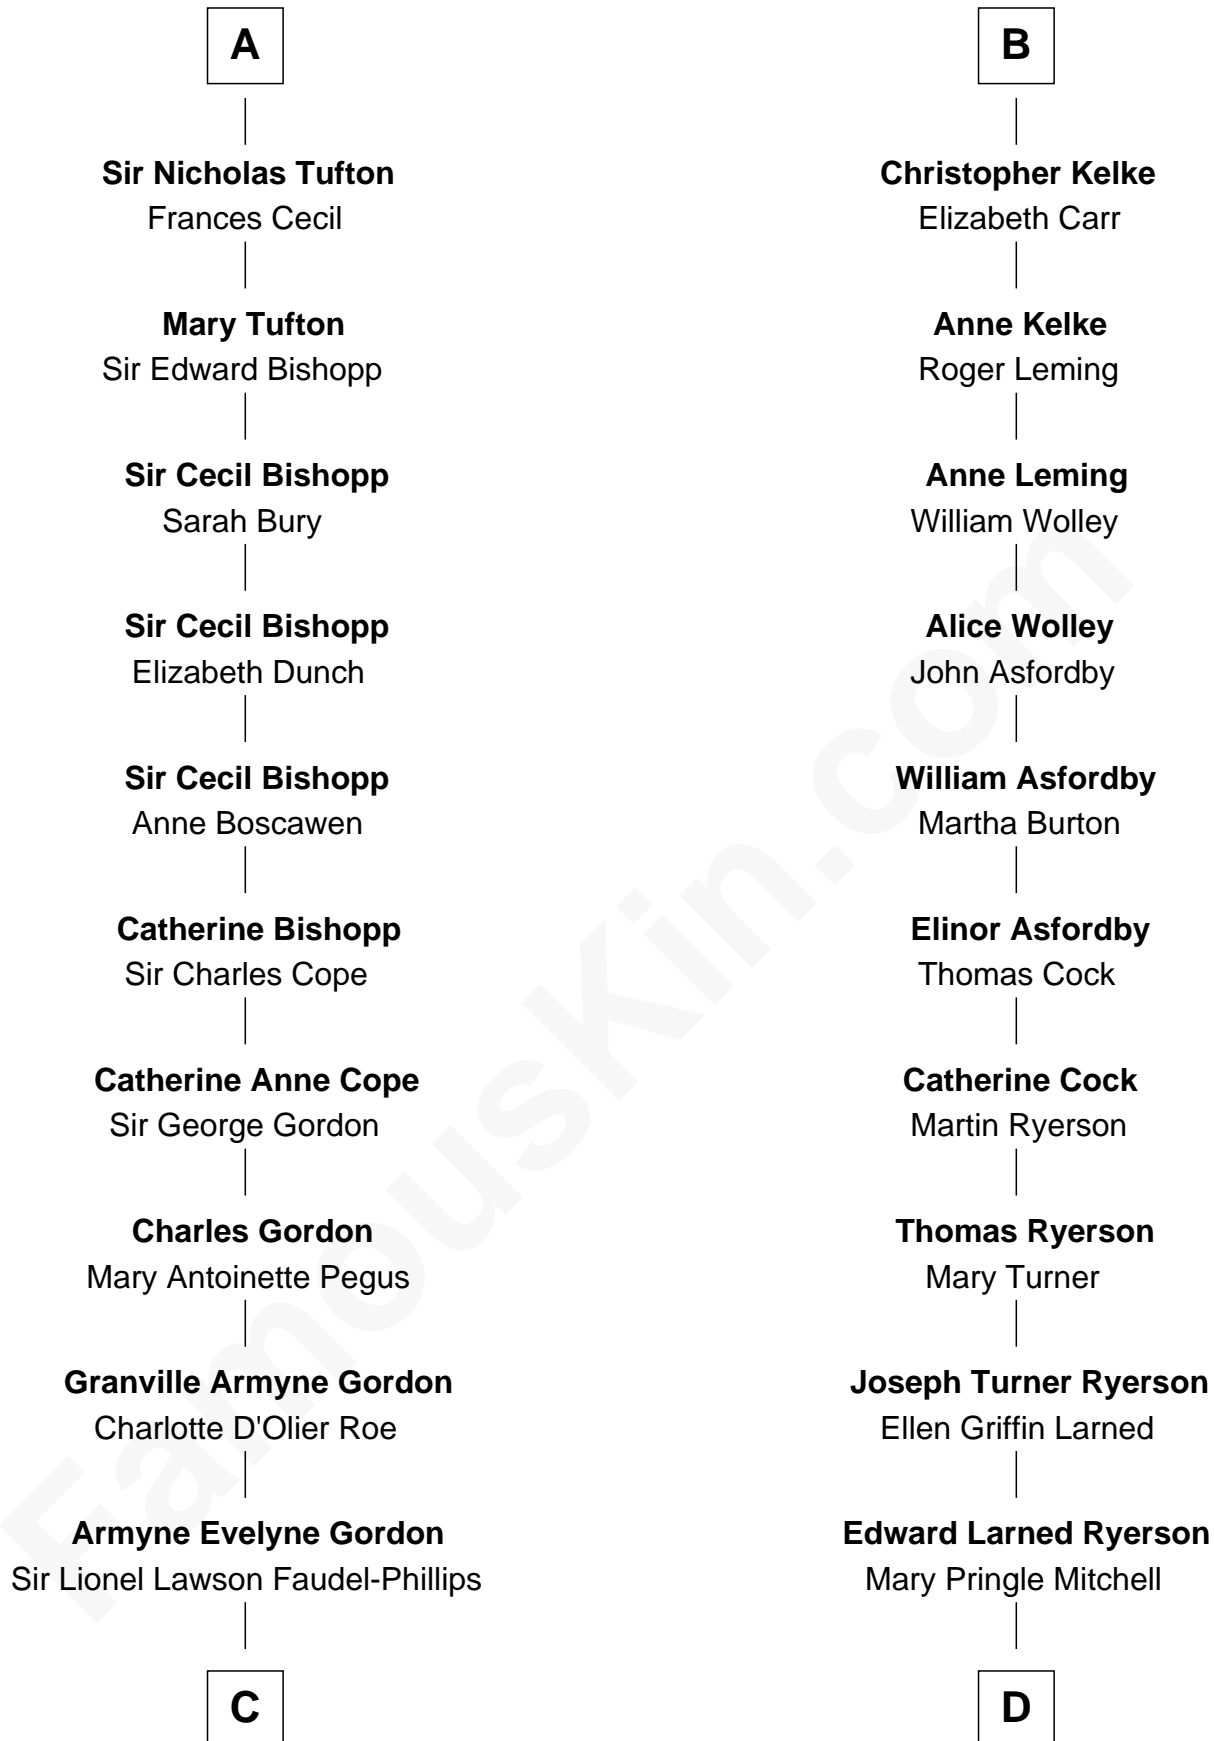 A
Sir Nicholas Tufton
Frances Cecil
Mary Tufton
Sir Edward Bishopp
Sir Cecil Bishopp
Sarah Bury
Sir Cecil Bishopp
Elizabeth Dunch
Sir Cecil Bishopp
Anne Boscawen
Catherine Bishopp
Sir Charles Cope
Catherine Anne Cope
Sir George Gordon
Charles Gordon
Mary Antoinette Pegus
Granville Armyne Gordon
Charlotte D'Olier Roe
Armyne Evelyne Gordon
Sir Lionel Lawson Faudel-Phillips
C
B
Christopher Kelke
Elizabeth Carr
Anne Kelke
Roger Leming
Anne Leming
William Wolley
Alice Wolley
John Asfordby
William Asfordby
Martha Burton
Elinor Asfordby
Thomas Cock
Catherine Cock
Martin Ryerson
Thomas Ryerson
Mary Turner
Joseph Turner Ryerson
Ellen Griffin Larned
Edward Larned Ryerson
Mary Pringle Mitchell
D
FamousKin.com